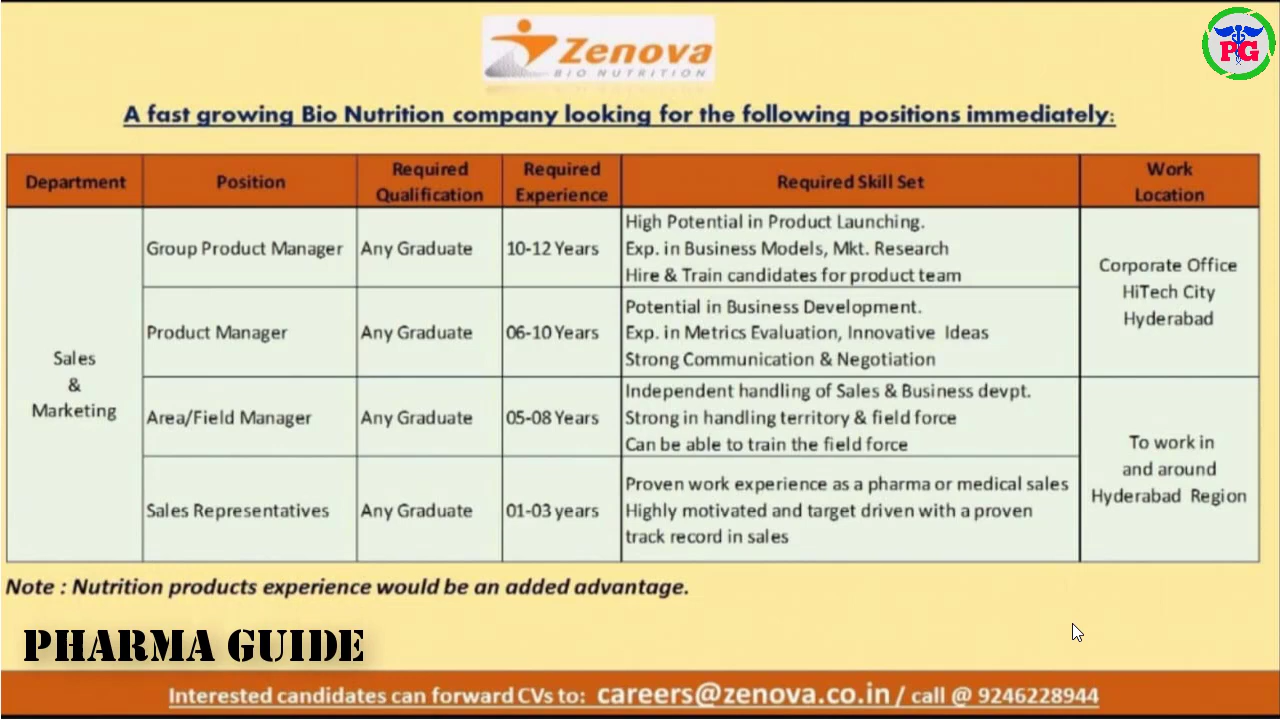 Zenova
BIO NUTRITION
PG
A fast growing Bio Nutrition company looking for the following positions immediately:
Department
Position
Required
Qualification
Required
Experience
Required Skill Set
Work
Location
Sales
&
Marketing
Group Product Manager
Any Graduate
10-12 Years
High Potential in Product Launching.
Exp. in Business Models, Mkt. Research
Hire & Train candidates for product team
Corporate Office
HiTech City
Hyderabad
Product Manager
Any Graduate
06-10 Years
Potential in Business Development.
Exp. in Metrics Evaluation, Innovative Ideas
Strong Communication & Negotiation
Area/Field Manager
Any Graduate
05-08 Years
Independent handling of Sales & Business devpt.
Strong in handling territory & field force
Can be able to train the field force
To work in
and around
Hyderabad Region
Sales Representatives
Any Graduate
01-03 years
Proven work experience as a pharma or medical sales
Highly motivated and target driven with a proven
track record in sales
Note : Nutrition products experience would be an added advantage.
PHARMA GUIDE
Interested candidates can forward CVs to: careers@zenova.co.in / call @ 9246228944